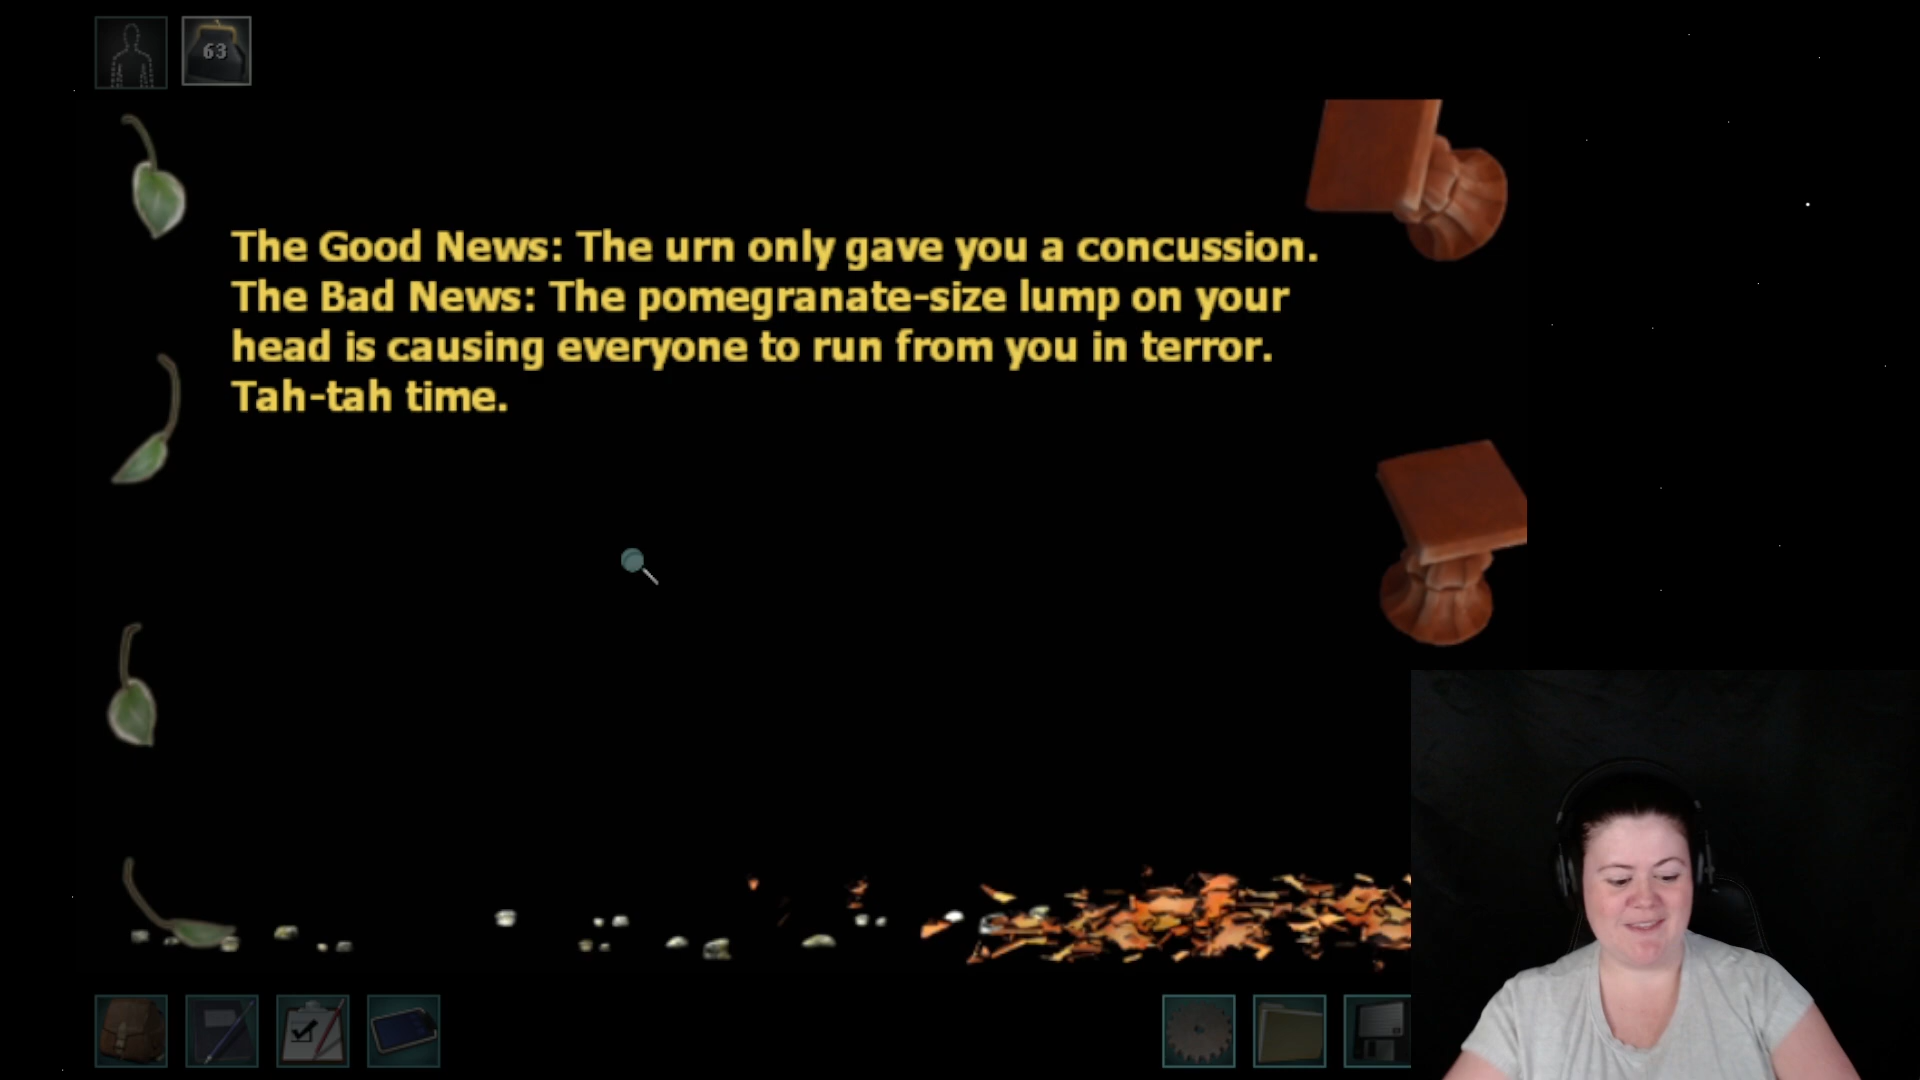 63
The Good News: The urn only gave you a concussion.
The Bad News: The pomegranate-size lump on your
head is causing everyone to run from you in terror.
Tah-tah time.